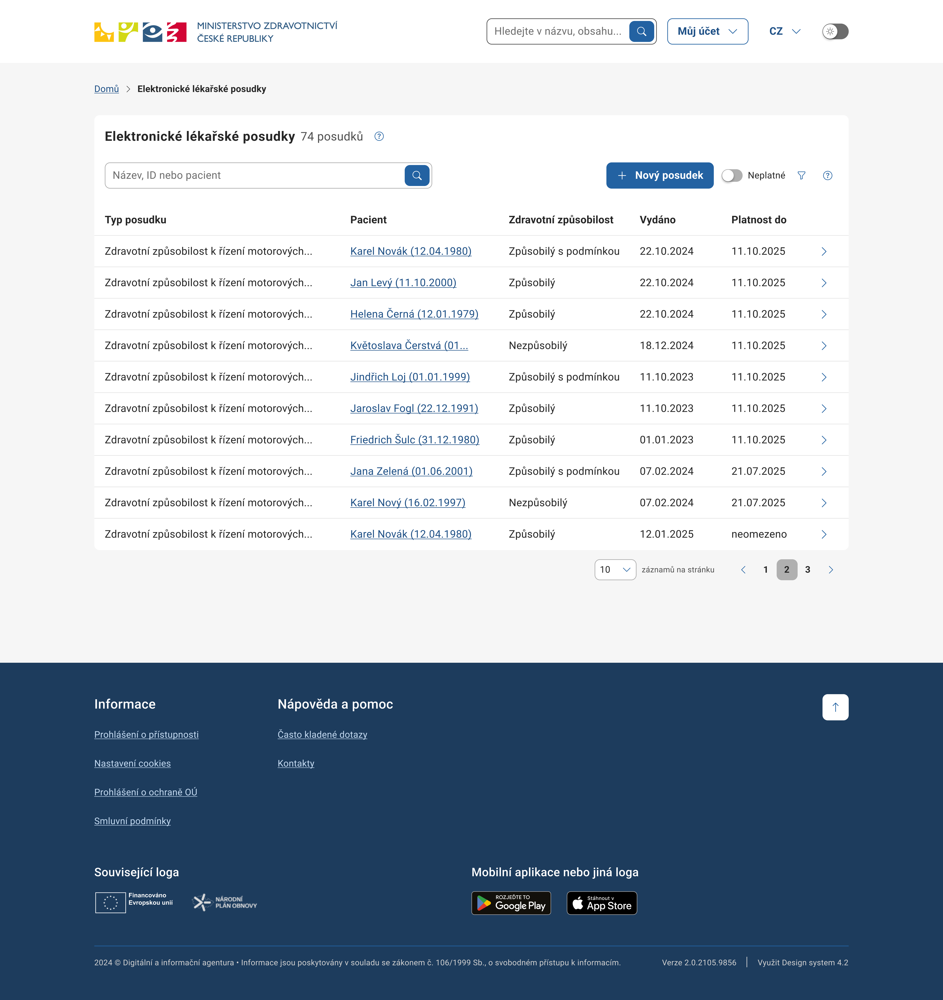 MINISTERSTVO ZDRAVOTNICTVÍ
ČESKÉ REPUBLIKY
Hledejte v názvu, obsahu...
Můj účet
CZ
Domů > Elektronické lékařské posudky
Elektronické lékařské posudky 74 posudků
Název, ID nebo pacient
Nový posudek
Neplatné
Typ posudku Pacient Zdravotní způsobilost Vydáno Platnost do
Zdravotní způsobilost k řízení motorových... Karel Novák (12.04.1980) Způsobilý s podmínkou 22.10.2024 11.10.2025
Zdravotní způsobilost k řízení motorových... Jan Levý (11.10.2000) Způsobilý 22.10.2024 11.10.2025
Zdravotní způsobilost k řízení motorových... Helena Černá (12.01.1979) Způsobilý 22.10.2024 11.10.2025
Zdravotní způsobilost k řízení motorových... Květoslava Čerstvá (01... Nezpůsobilý 18.12.2024 11.10.2025
Zdravotní způsobilost k řízení motorových... Jindřich Loj (01.01.1999) Způsobilý s podmínkou 11.10.2023 11.10.2025
Zdravotní způsobilost k řízení motorových... Jaroslav Fogl (22.12.1991) Způsobilý 11.10.2023 11.10.2025
Zdravotní způsobilost k řízení motorových... Friedrich Šulc (31.12.1980) Způsobilý 01.01.2023 11.10.2025
Zdravotní způsobilost k řízení motorových... Jana Zelená (01.06.2001) Způsobilý s podmínkou 07.02.2024 21.07.2025
Zdravotní způsobilost k řízení motorových... Karel Nový (16.02.1997) Nezpůsobilý 07.02.2024 21.07.2025
Zdravotní způsobilost k řízení motorových... Karel Novák (12.04.1980) Způsobilý 12.01.2025 neomezeno
10 záznamů na stránku 1 2 3
Informace
Prohlášení o přístupnosti
Nastavení cookies
Prohlášení o ochraně OÚ
Smluvní podmínky
Nápověda a pomoc
Často kladené dotazy
Kontakty
Související loga
Financováno
Evropskou unií
NÁRODNÍ
PLÁN OBNOVY
Mobilní aplikace nebo jiná loga
ROZJEĎTE TO
Google Play
Stáhnout v
App Store
2024 © Digitální a informační agentura • Informace jsou poskytovány v souladu se zákonem č. 106/1999 Sb., o svobodném přístupu k informacím.
Verze 2.0.2105.9856 | Využit Design system 4.2